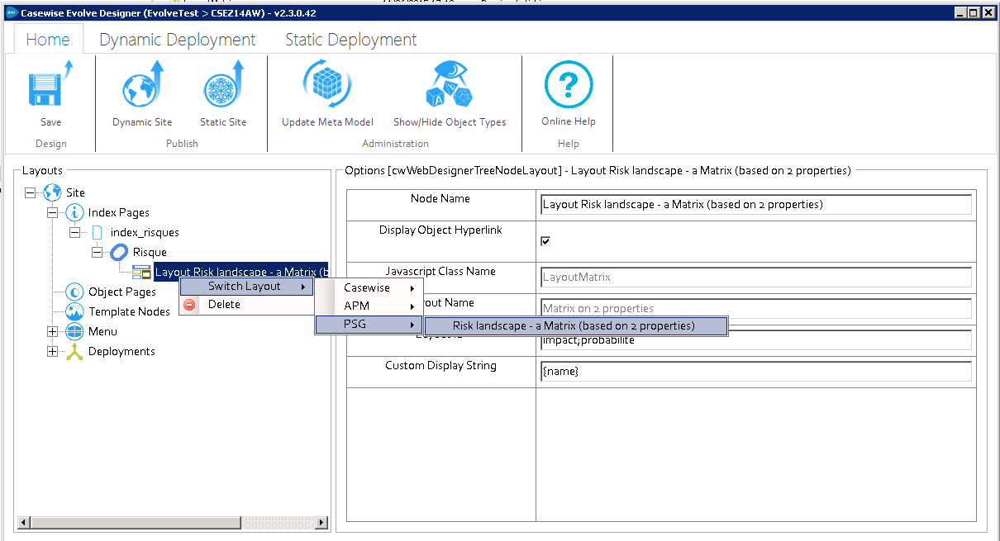 Casewise Evolve Designer (EvolveTest > CSEZ14AW) - v2.3.0.42
Home
Dynamic Deployment
Static Deployment
Save
Dynamic Site
Static Site
Update Meta Model
Show/Hide Object Types
Online Help
Design
Publish
Administration
Help
Layouts
Site
Index Pages
index_risques
Risque
Layout Risk landscape - a Matrix (b
Object Pages
Template Nodes
Menu
Deployments
Switch Layout
Delete
Casewise
APM
PSG
Risk landscape - a Matrix (based on 2 properties)
Options [cwWebDesignerTreeNodeLayout] - Layout Risk landscape - a Matrix (based on 2 properties)
Node Name
Layout Risk landscape - a Matrix (based on 2 properties)
Display Object Hyperlink
Javascript Class Name
LayoutMatrix
out Name
Matrix on 2 properties
impact;probabilite
Custom Display String
{name}